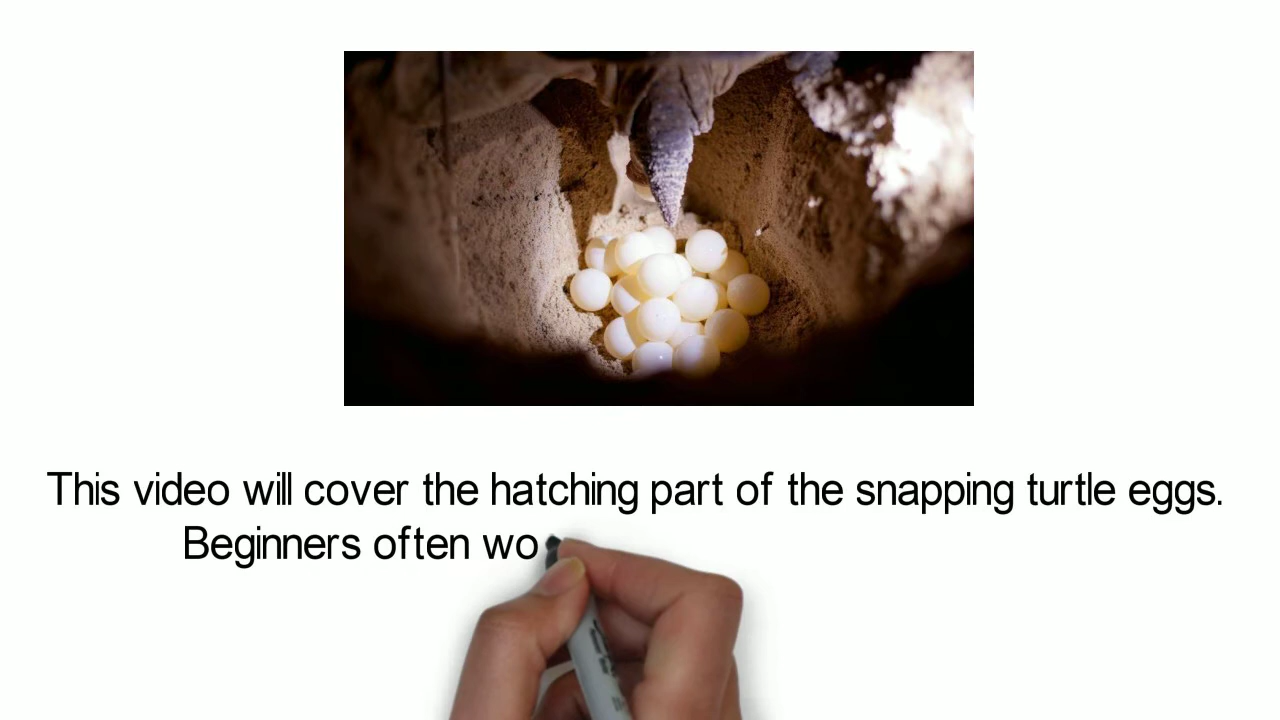 This video will cover the hatching part of the snapping turtle eggs.
Beginners often wo